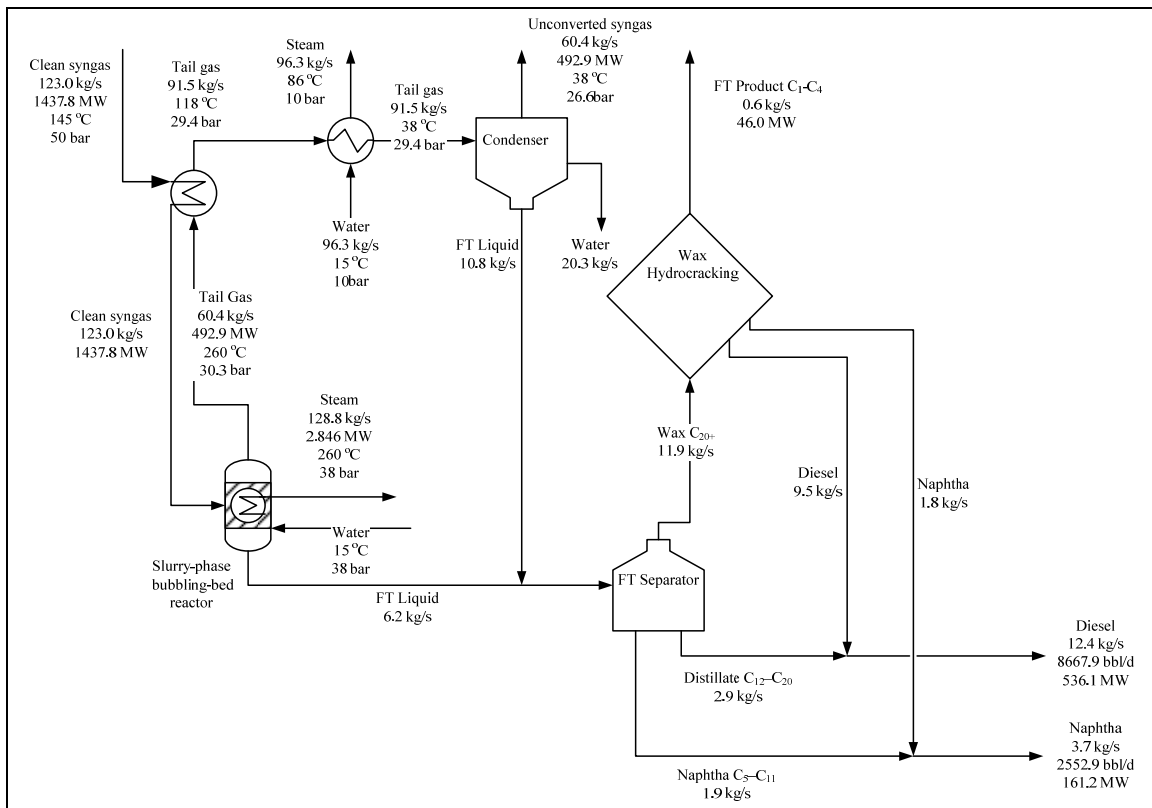 Clean syngas
123.0 kg/s
1437.8 MW
145 °C
50 bar
Tail gas
91.5 kg/s
118 °C
29.4 bar
Steam
96.3 kg/s
86 °C
10 bar
Tail gas
91.5 kg/s
38 °C
29.4 bar
Unconverted syngas
60.4 kg/s
492.9 MW
38 °C
26.6bar
FT Product C₁-C₄
0.6 kg/s
46.0 MW
Condenser
Water
96.3 kg/s
15 °C
10bar
FT Liquid
10.8 kg/s
Water
20.3 kg/s
Wax
Hydrocracking
Clean syngas
123.0 kg/s
1437.8 MW
Tail Gas
60.4 kg/s
492.9 MW
260 °C
30.3 bar
Steam
128.8 kg/s
2.846 MW
260 °C
38 bar
Wax C₂₀₊
11.9 kg/s
Diesel
9.5 kg/s
Naphtha
1.8 kg/s
Water
15 °C
38 bar
Slurry-phase
bubbling-bed
reactor
FT Liquid
6.2 kg/s
FT Separator
Distillate C₁₂–C₂₀
2.9 kg/s
Diesel
12.4 kg/s
8667.9 bbl/d
536.1 MW
Naphtha C₅–C₁₁
1.9 kg/s
Naphtha
3.7 kg/s
2552.9 bbl/d
161.2 MW